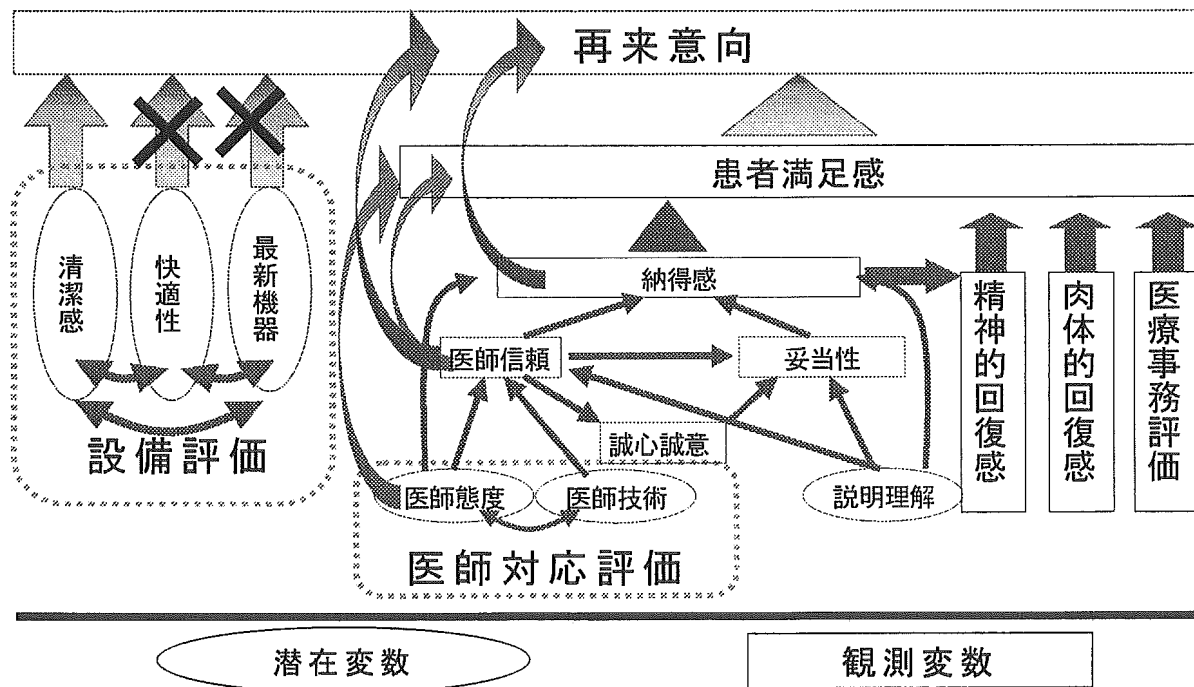 再来意向
患者満足感
清潔感
快適性
最新機器
設備評価
納得感
医師信頼
妥当性
誠心誠意
医師態度
医師技術
説明理解
医師対応評価
精神的回復感
肉体的回復感
医療事務評価
潜在変数
観測変数